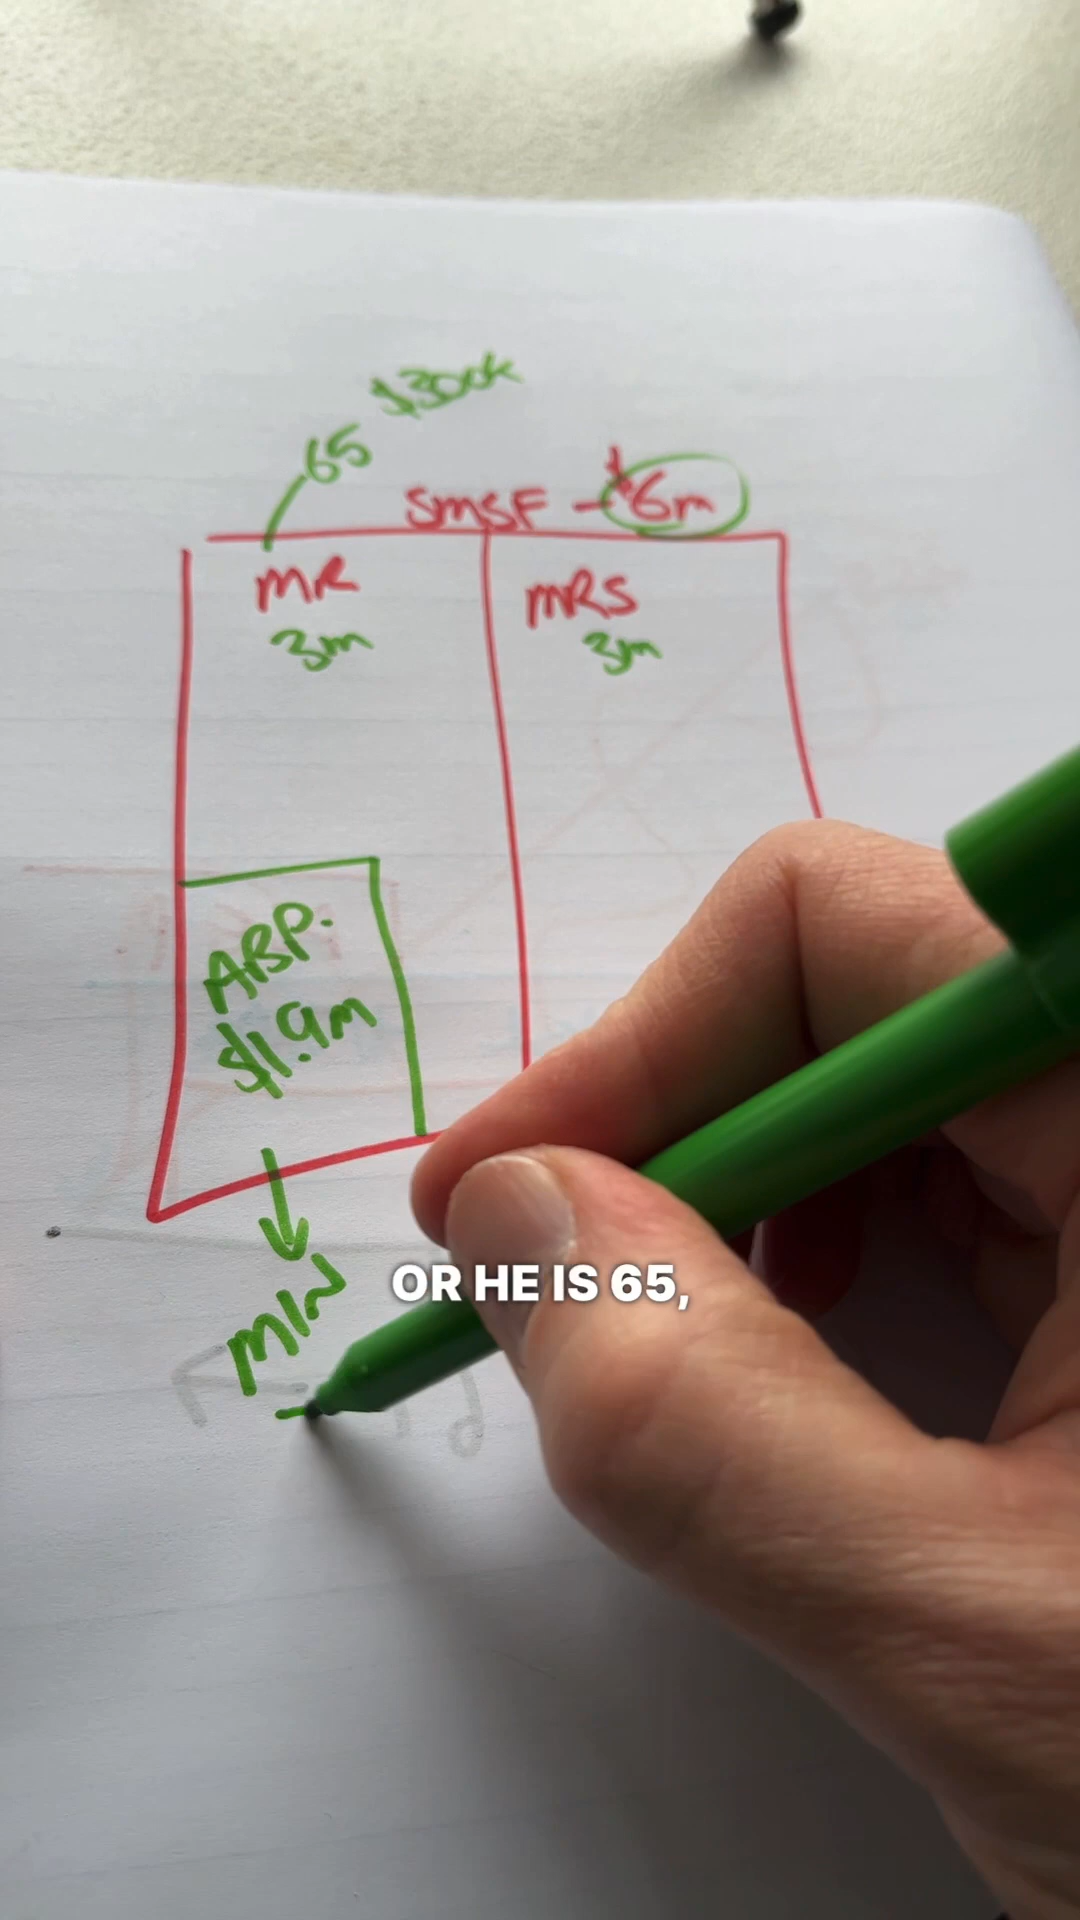 $300k
65
SMSF - $6m
MR
MRS
3m
3m
ABP.
$1.9m
MIN
OR HE IS 65,